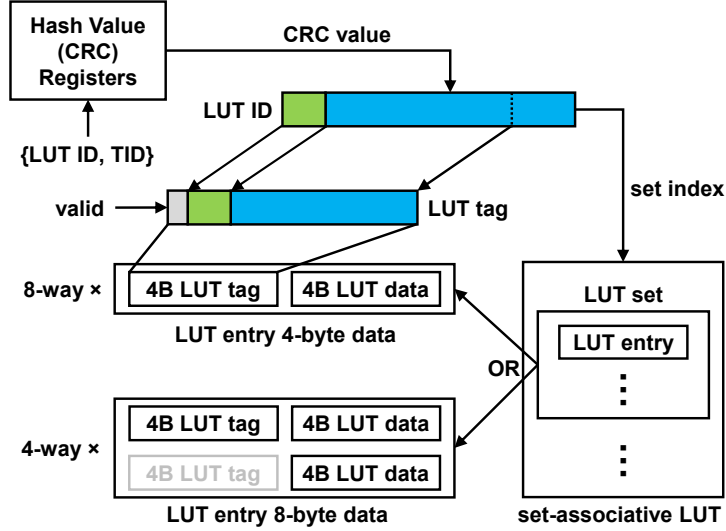 Hash Value
(CRC)
Registers
CRC value
LUT ID
{LUT ID, TID}
set index
valid
LUT tag
8-way ×
4B LUT tag
4B LUT data
LUT entry 4-byte data
LUT set
LUT entry
OR
4-way ×
4B LUT tag
4B LUT data
4B LUT tag
4B LUT data
LUT entry 8-byte data
set-associative LUT